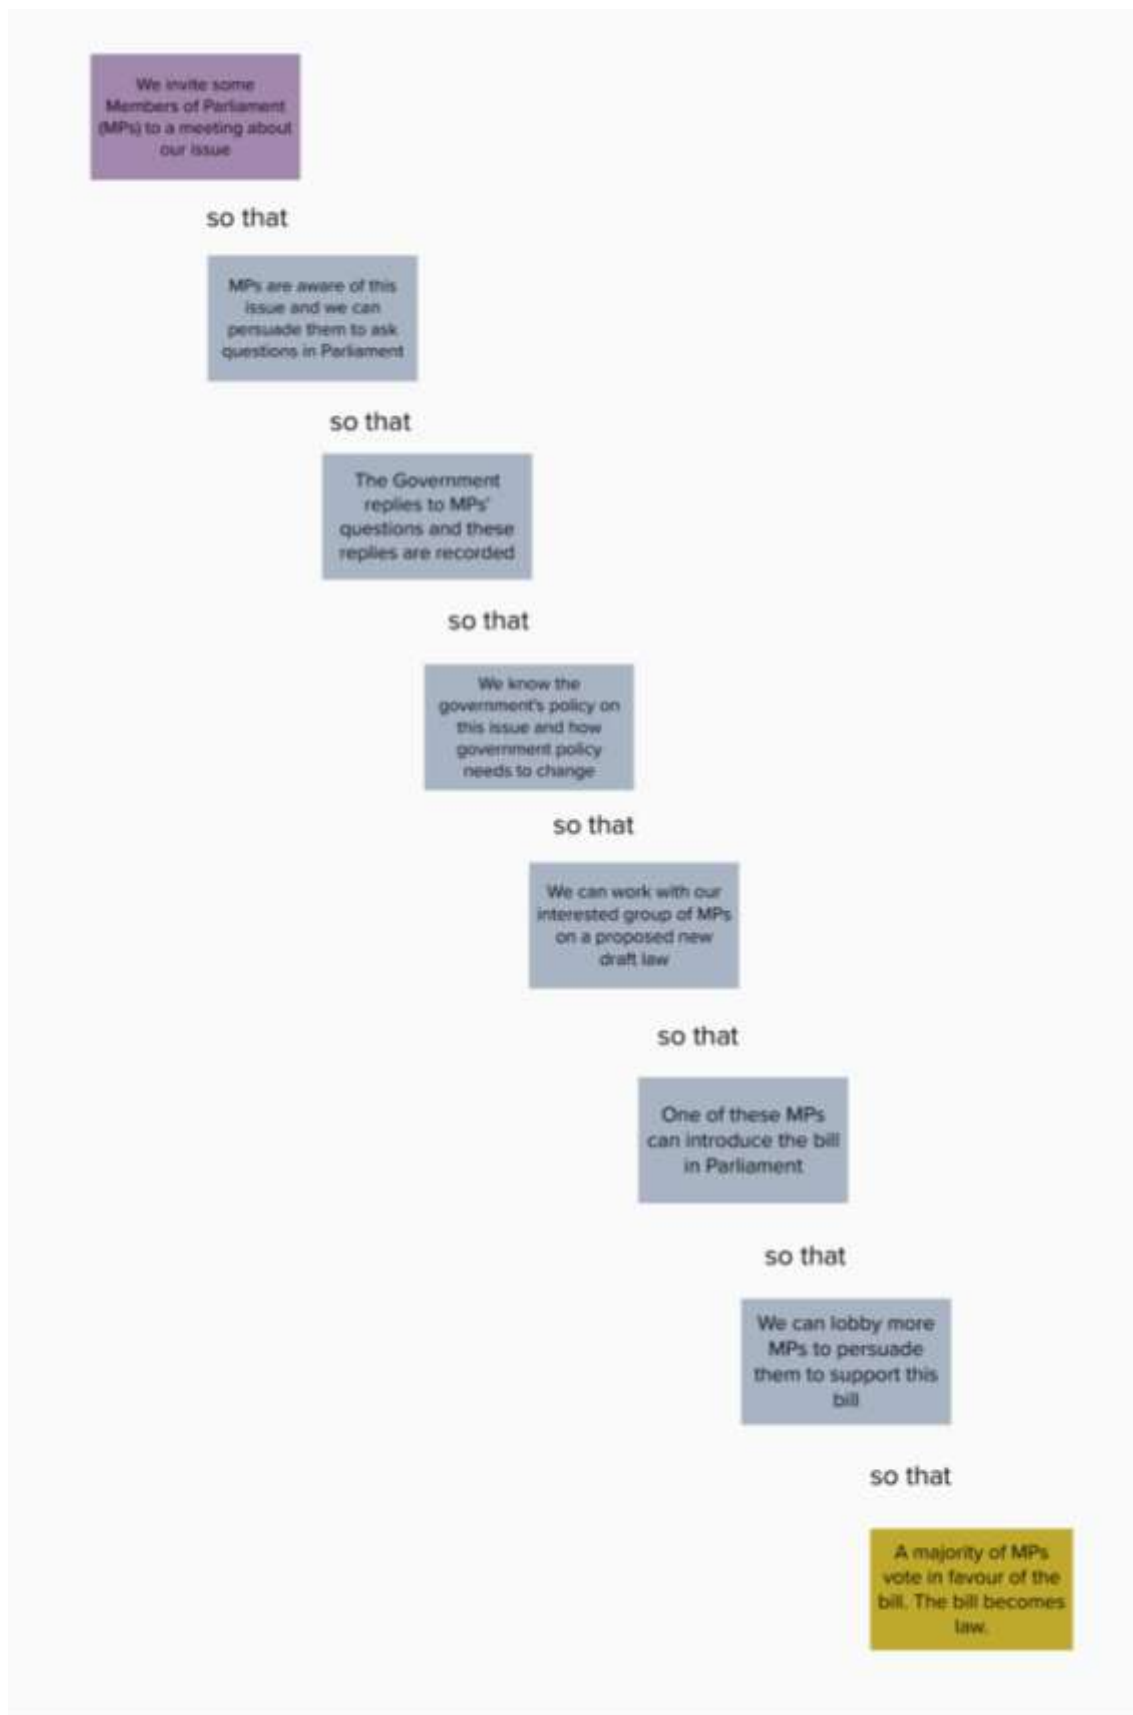 We invite some
Members of Parliament
(MPs) to a meeting about
our issue
so that
MPs are aware of this
issue and we can
persuade them to ask
questions in Parliament
so that
The Government
replies to MPs'
questions and these
replies are recorded
so that
We know the
government's policy on
this issue and how
government policy
needs to change
so that
We can work with our
interested group of MPs
on a proposed new
draft law
so that
One of these MPs
can introduce the bill
in Parliament
so that
We can lobby more
MPs to persuade
them to support this
bill
so that
A majority of MPs
vote in favour of the
bill. The bill becomes
law.